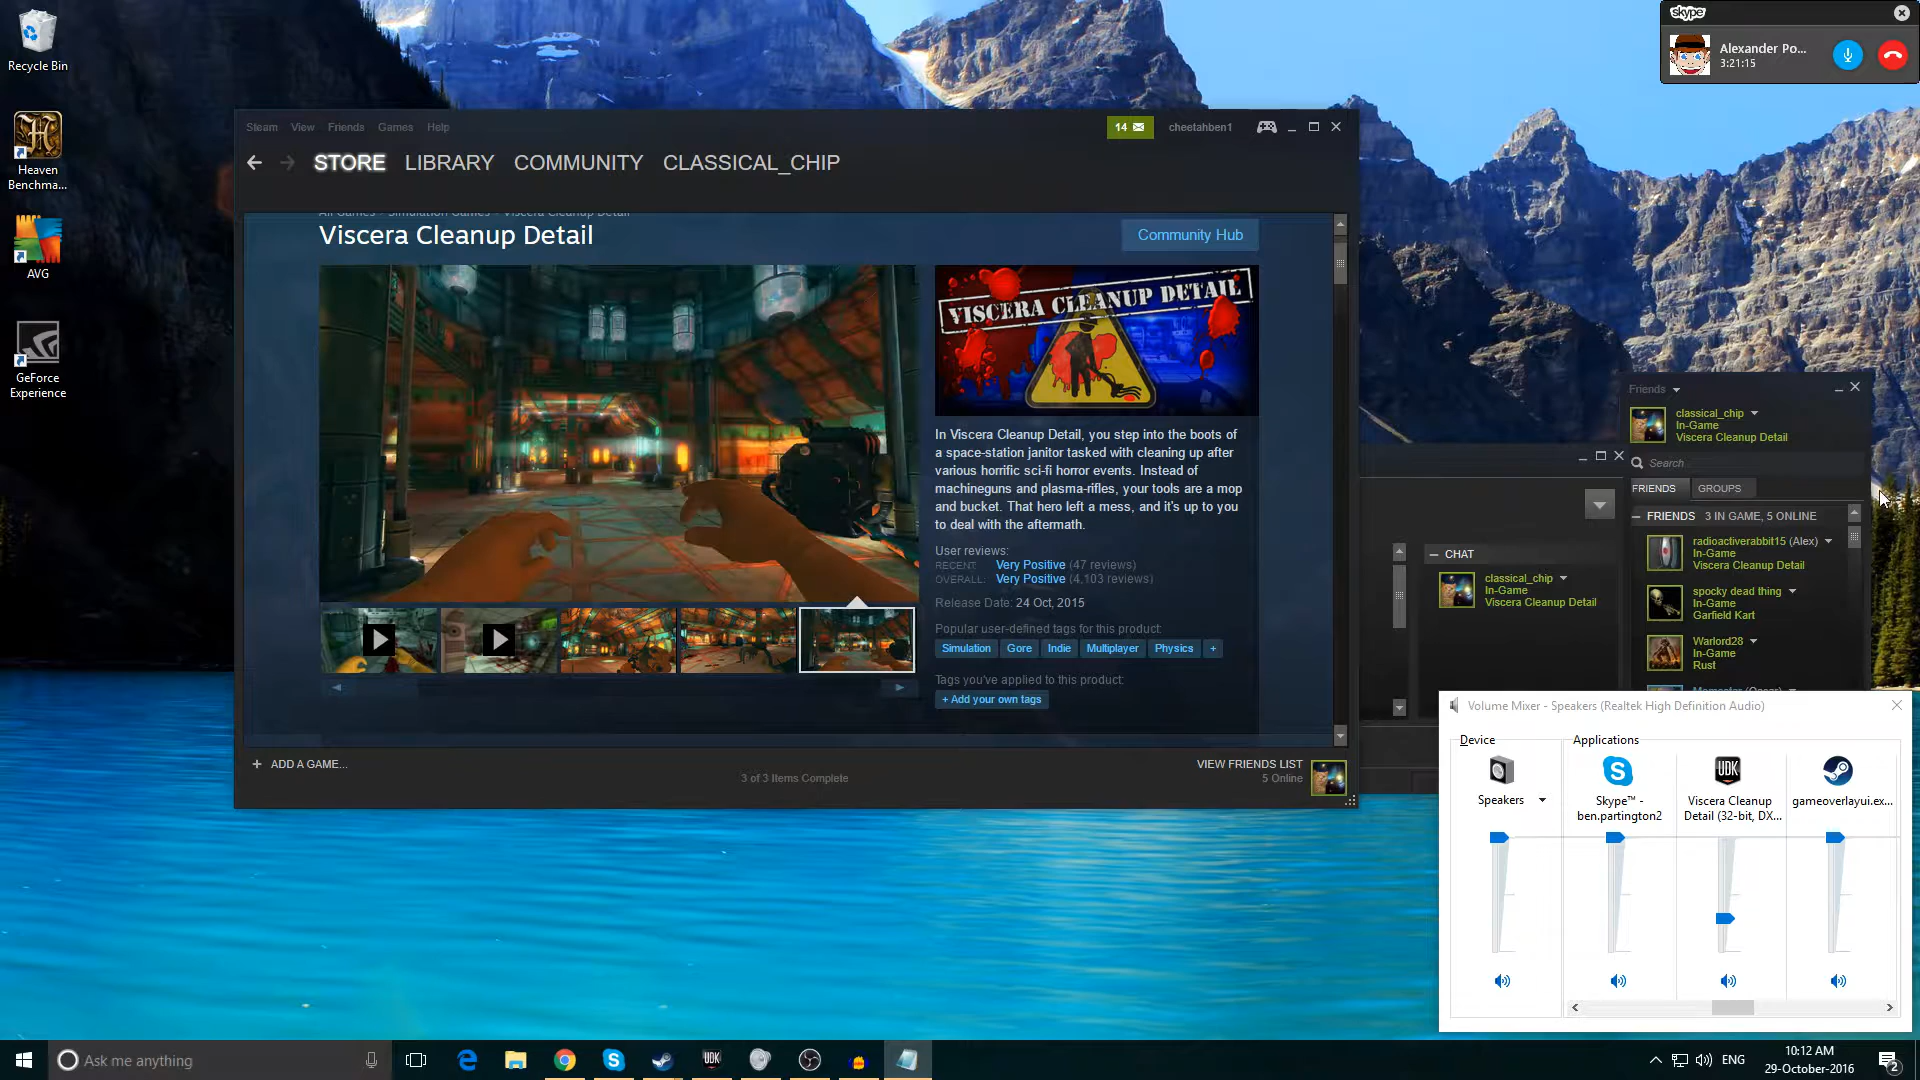 Recycle Bin
Heaven
Benchma...
AVG
GeForce
Experience
skype
Alexander Po...
3:21:15
Steam View Friends Games Help
14
cheetahben1
STORE LIBRARY COMMUNITY CLASSICAL_CHIP
All Games > Simulation Games > Viscera Cleanup Detail
Viscera Cleanup Detail
Community Hub
VISCERA CLEANUP DETAIL
In Viscera Cleanup Detail, you step into the boots of
a space-station janitor tasked with cleaning up after
various horrific sci-fi horror events. Instead of
machineguns and plasma-rifles, your tools are a mop
and bucket. That hero left a mess, and it's up to you
to deal with the aftermath.
User reviews:
RECENT: Very Positive (47 reviews)
OVERALL: Very Positive (4,103 reviews)
Release Date: 24 Oct, 2015
Popular user-defined tags for this product:
Simulation Gore Indie Multiplayer Physics +
Tags you've applied to this product:
+ Add your own tags
+ ADD A GAME...
3 of 3 Items Complete
VIEW FRIENDS LIST
5 Online
CHAT
classical_chip
In-Game
Viscera Cleanup Detail
Friends
classical_chip
In-Game
Viscera Cleanup Detail
Search
FRIENDS GROUPS
FRIENDS 3 IN GAME, 5 ONLINE
radioactiverabbit15 (Alex)
In-Game
Viscera Cleanup Detail
spocky dead thing
In-Game
Garfield Kart
Warlord28
In-Game
Rust
Volume Mixer - Speakers (Realtek High Definition Audio)
Device
Applications
Speakers
Skype™ -
ben.partington2
UDK
Viscera Cleanup
Detail (32-bit, DX...
gameoverlayui.ex...
Ask me anything
UDK
ENG
10:12 AM
29-October-2016
2